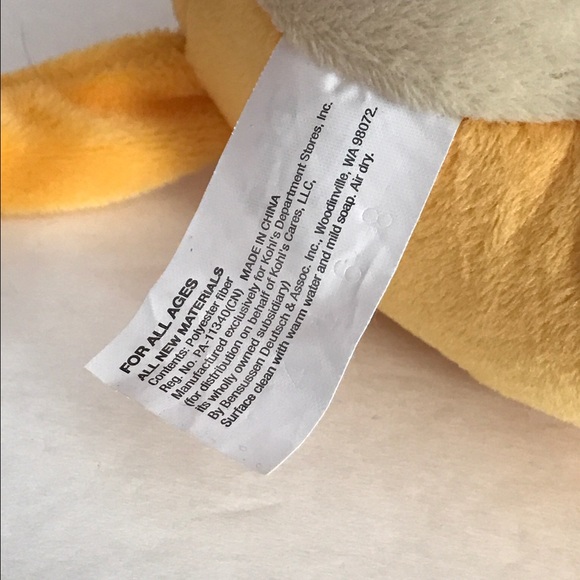 FOR ALL AGES
ALL NEW MATERIALS
Contents: Polyester fiber
Reg. No. PA-11340(CN) MADE IN CHINA
Manufactured exclusively for Kohl's Department Stores, Inc.
(for distribution on behalf of Kohl's Cares, LLC,
its wholly owned subsidiary)
By Bensussen Deutsch & Assoc. Inc., Woodinville, WA 98072.
Surface clean with warm water and mild soap. Air dry.